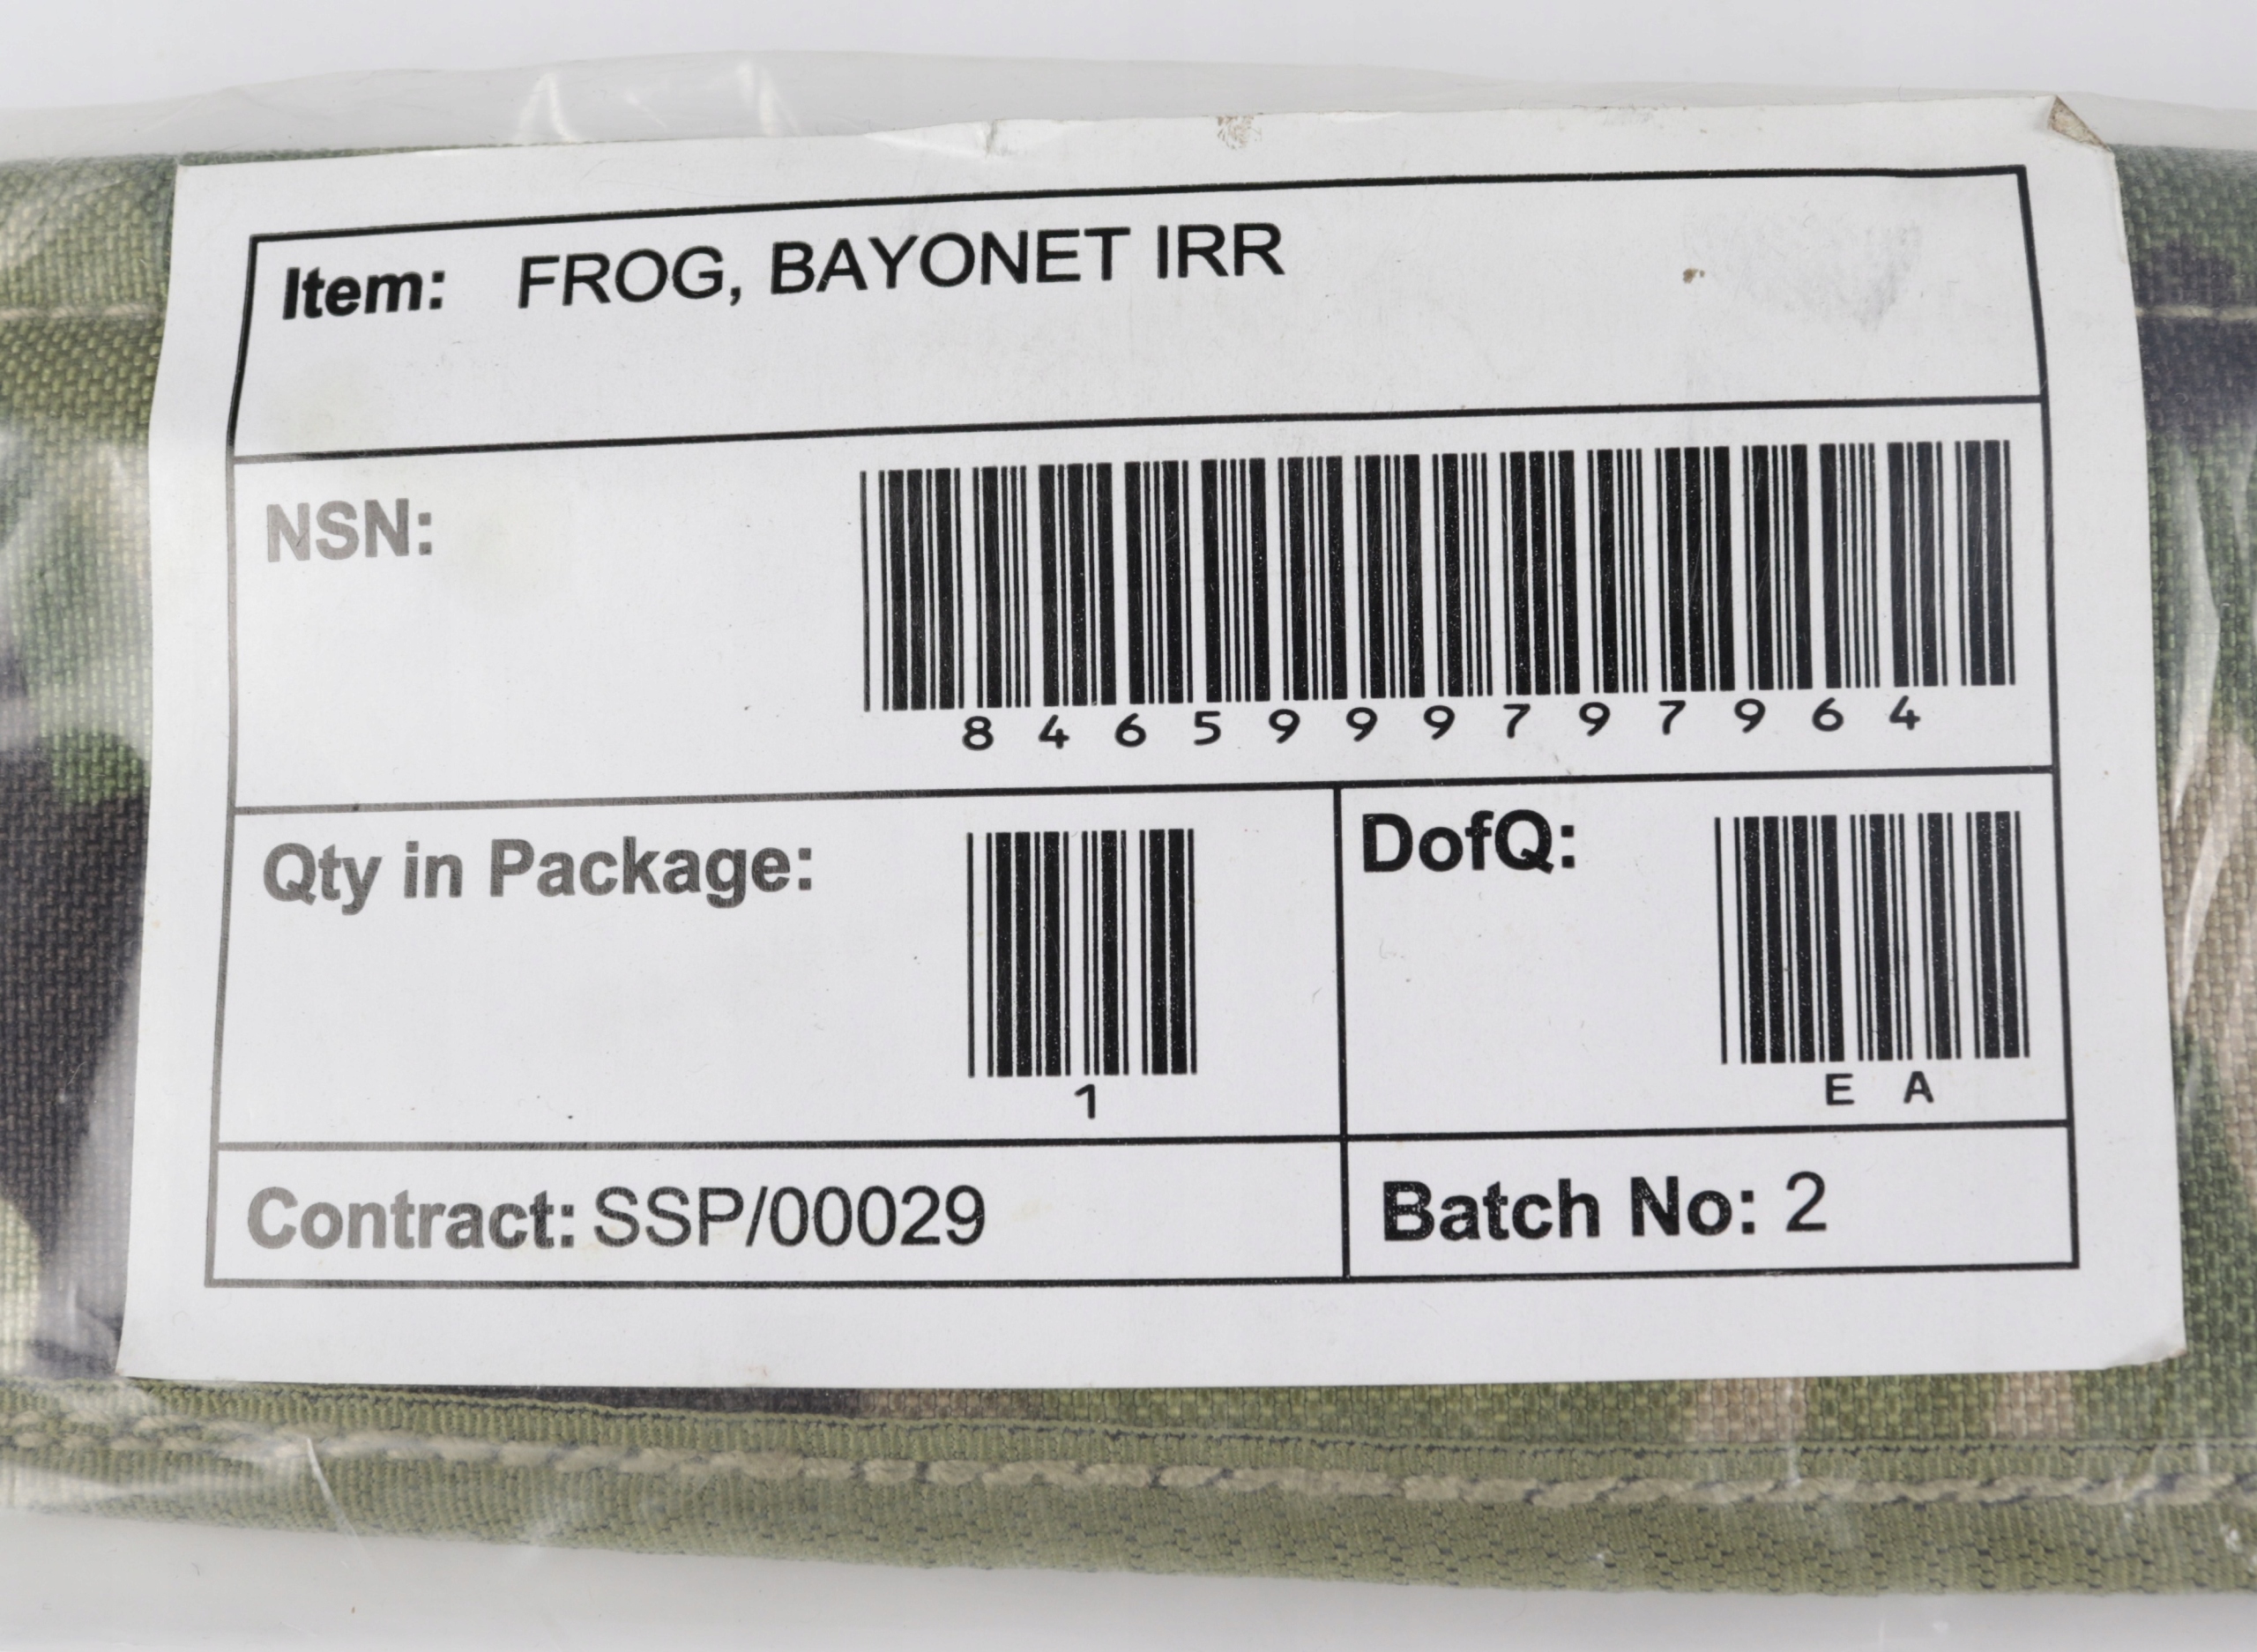 Item: FROG, BAYONET IRR
NSN:
8465999797964
Qty in Package:
1
DofQ:
EA
Contract: SSP/00029
Batch No: 2